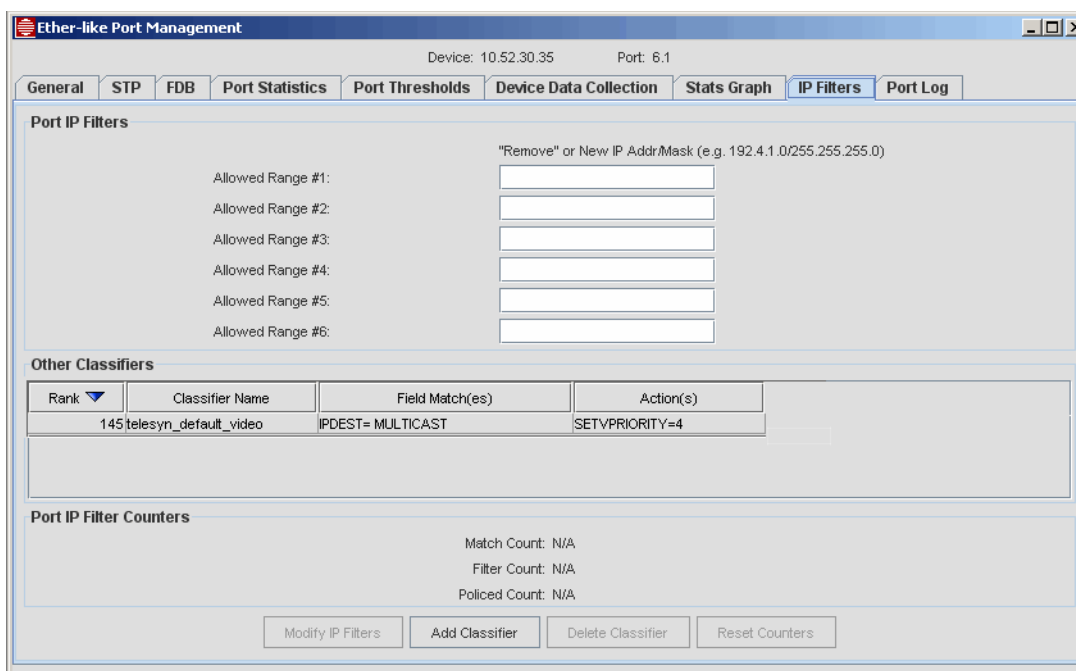 Ether-like Port Management
Device: 10.52.30.35 Port: 6.1
General STP FDB Port Statistics Port Thresholds Device Data Collection Stats Graph IP Filters Port Log
Port IP Filters
"Remove" or New IP Addr/Mask (e.g. 192.4.1.0/255.255.255.0)
Allowed Range #1:
Allowed Range #2:
Allowed Range #3:
Allowed Range #4:
Allowed Range #5:
Allowed Range #6:
Other Classifiers
Rank Classifier Name Field Match(es) Action(s)
145 telesyn_default_video IPDEST= MULTICAST SETVPRIORITY=4
Port IP Filter Counters
Match Count: N/A
Filter Count: N/A
Policed Count: N/A
Modify IP Filters Add Classifier Delete Classifier Reset Counters